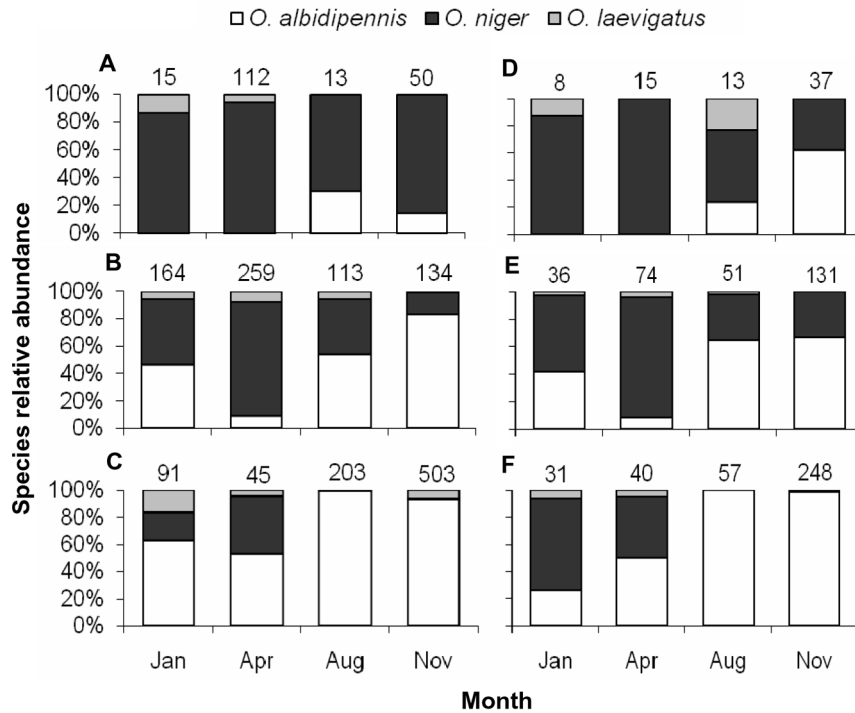 O. albidipennis O. niger O. laevigatus
Species relative abundance
A
15 112 13 50
100%
80%
60%
40%
20%
0%
D
8 15 13 37
B
164 259 113 134
100%
80%
60%
40%
20%
0%
E
36 74 51 131
C
91 45 203 503
100%
80%
60%
40%
20%
0%
Jan Apr Aug Nov
F
31 40 57 248
Jan Apr Aug Nov
Month